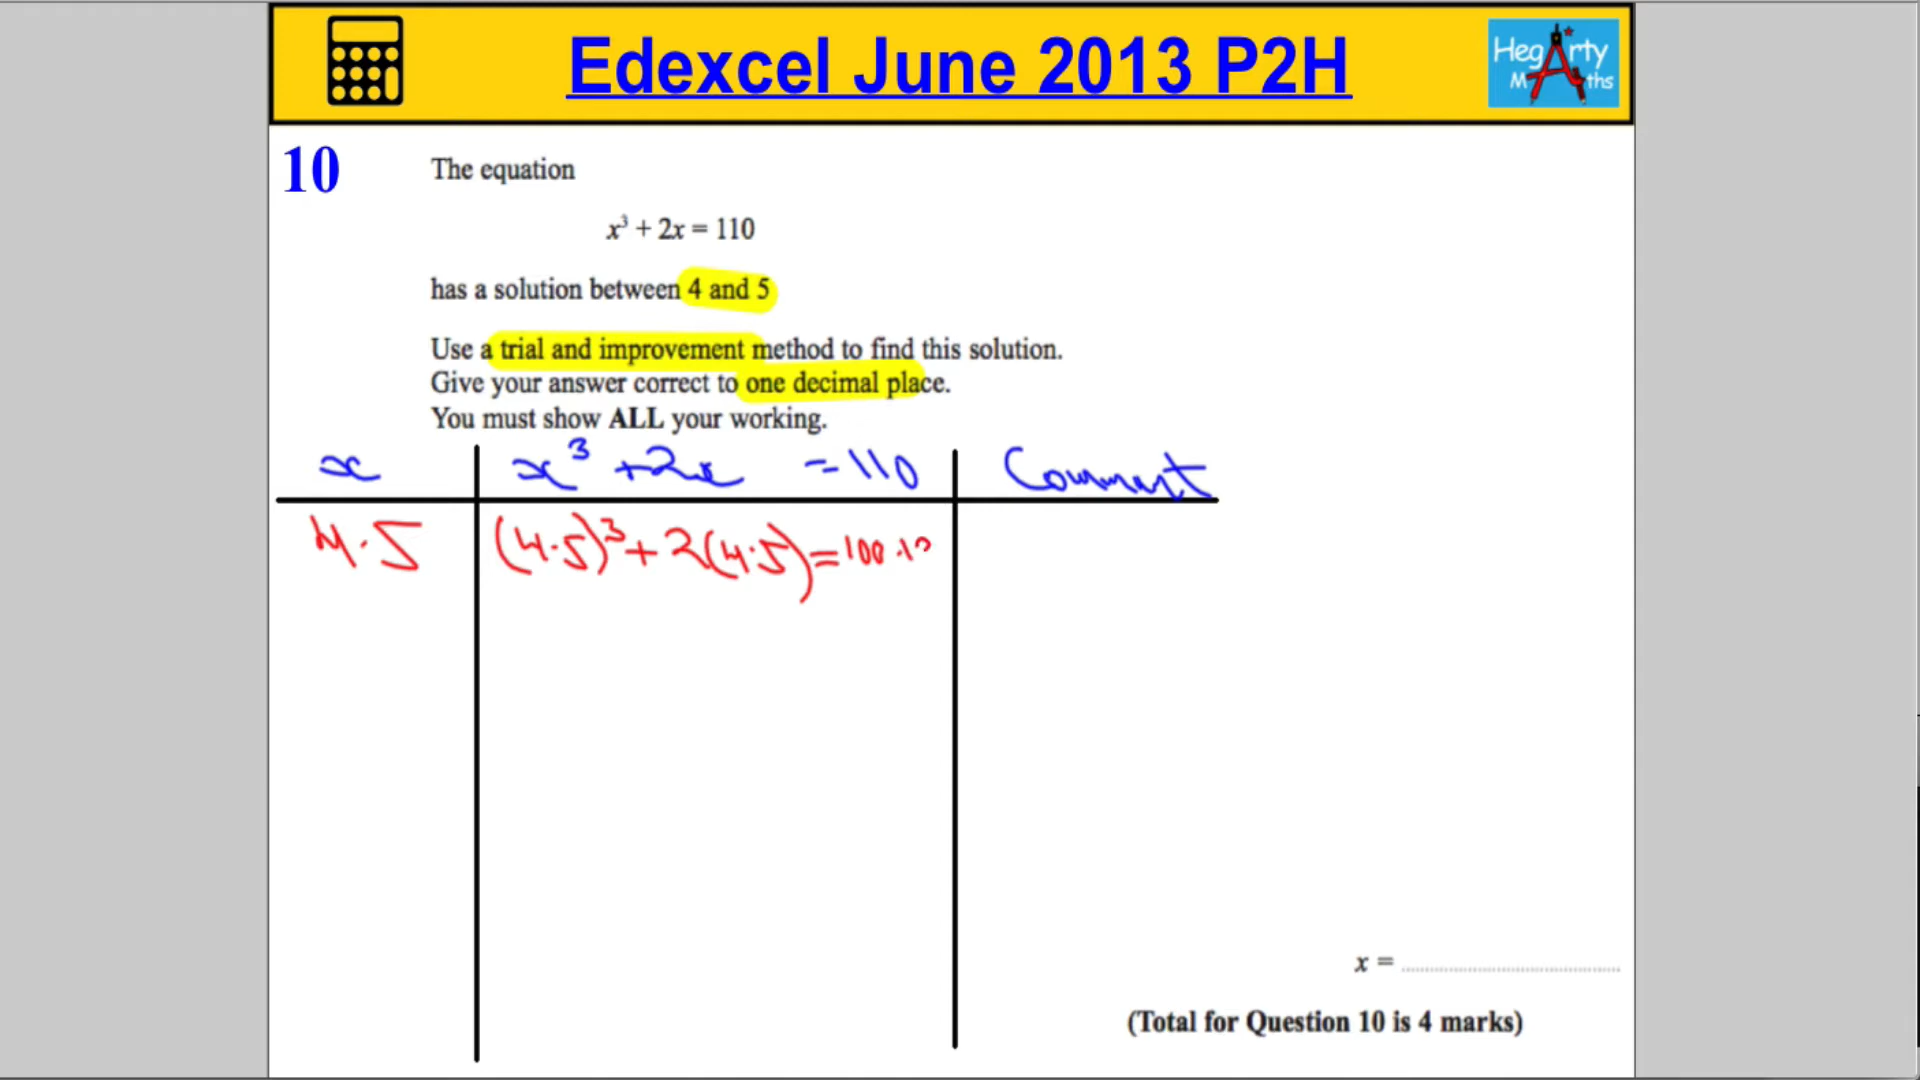 Edexcel June 2013 P2H
HegArty
Maths
10
The equation
x³ + 2x = 110
has a solution between 4 and 5
Use a trial and improvement method to find this solution.
Give your answer correct to one decimal place.
You must show ALL your working.
x x³ + 2x = 110 Comment
4.5 (4.5)³ + 2(4.5) = 100.12
x =
(Total for Question 10 is 4 marks)